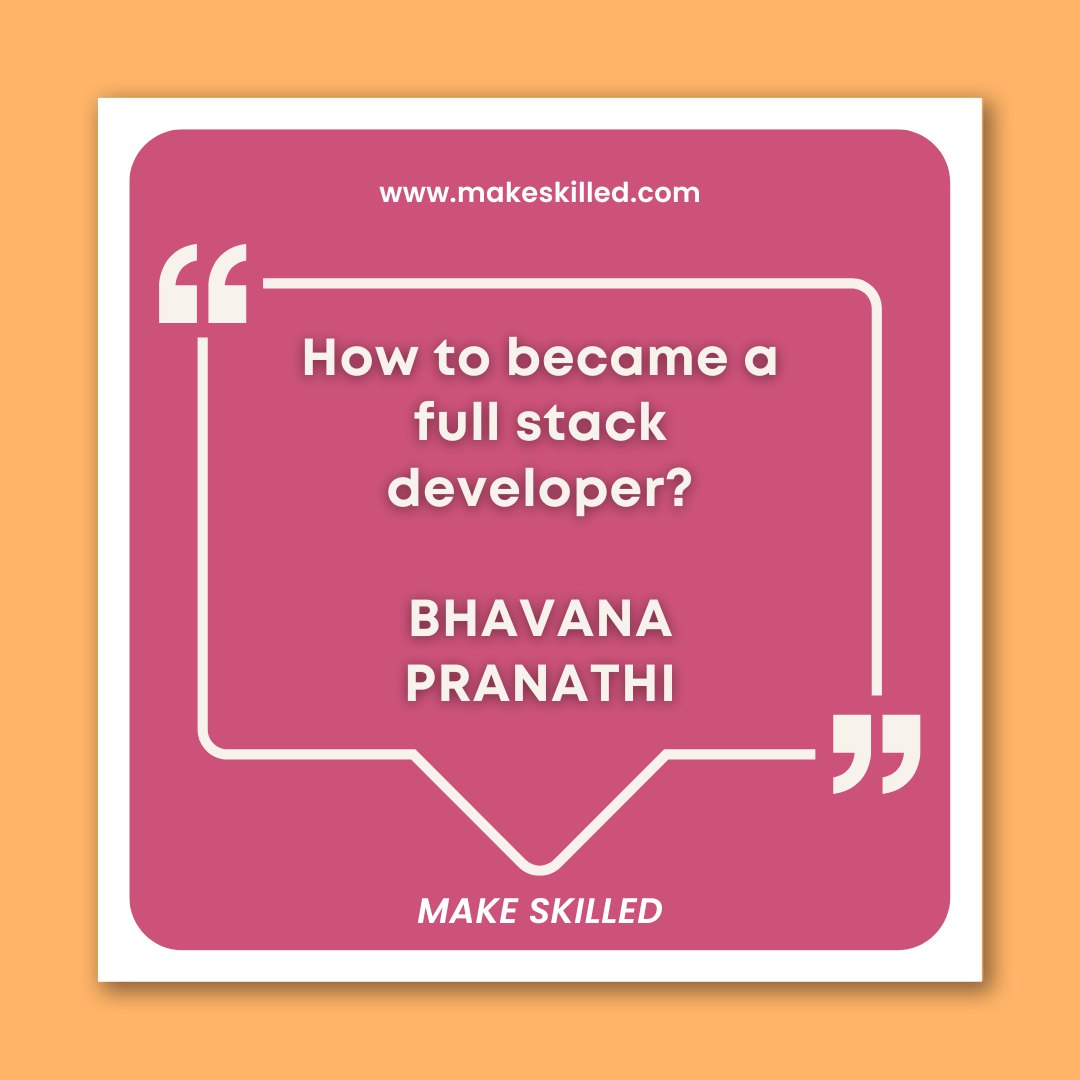 www.makeskilled.com
How to became a
full stack
developer?
BHAVANA
PRANATHI
MAKE SKILLED